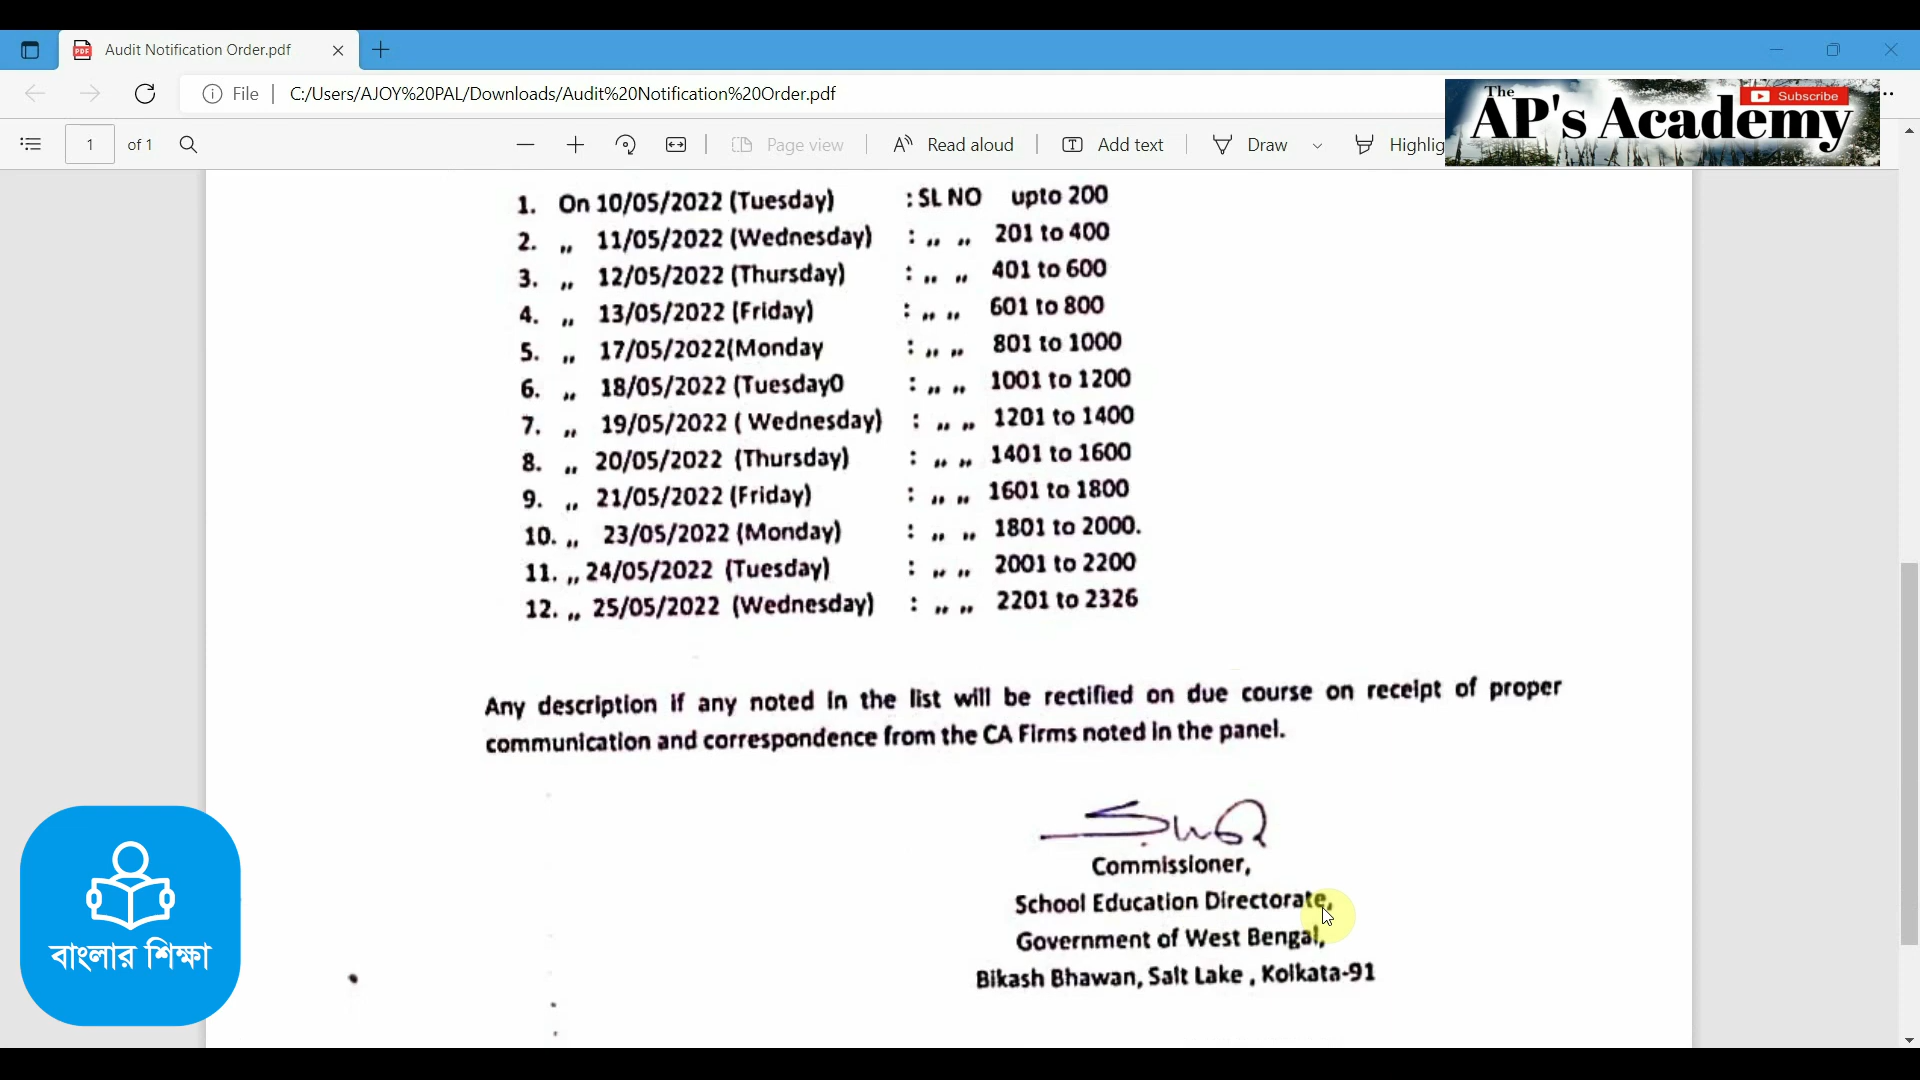 Audit Notification Order.pdf
File
C:/Users/AJOY%20PAL/Downloads/Audit%20Notification%20Order.pdf
The
AP's Academy
Subscribe
1 of 1
Page view
Read aloud
Add text
Draw
Highlig
1. On 10/05/2022 (Tuesday) : SL NO upto 200
2. ,, 11/05/2022 (Wednesday) : ,, ,, 201 to 400
3. ,, 12/05/2022 (Thursday) : ,, ,, 401 to 600
4. ,, 13/05/2022 (Friday) : ,, ,, 601 to 800
5. ,, 17/05/2022(Monday : ,, ,, 801 to 1000
6. ,, 18/05/2022 (Tuesday0 : ,, ,, 1001 to 1200
7. ,, 19/05/2022 ( Wednesday) : ,, ,, 1201 to 1400
8. ,, 20/05/2022 (Thursday) : ,, ,, 1401 to 1600
9. ,, 21/05/2022 (Friday) : ,, ,, 1601 to 1800
10. ,, 23/05/2022 (Monday) : ,, ,, 1801 to 2000.
11. ,, 24/05/2022 (Tuesday) : ,, ,, 2001 to 2200
12. ,, 25/05/2022 (Wednesday) : ,, ,, 2201 to 2326
Any description if any noted in the list will be rectified on due course on receipt of proper
communication and correspondence from the CA Firms noted in the panel.
Commissioner,
School Education Directorate,
Government of West Bengal,
Bikash Bhawan, Salt Lake , Kolkata-91
বাংলার শিক্ষা